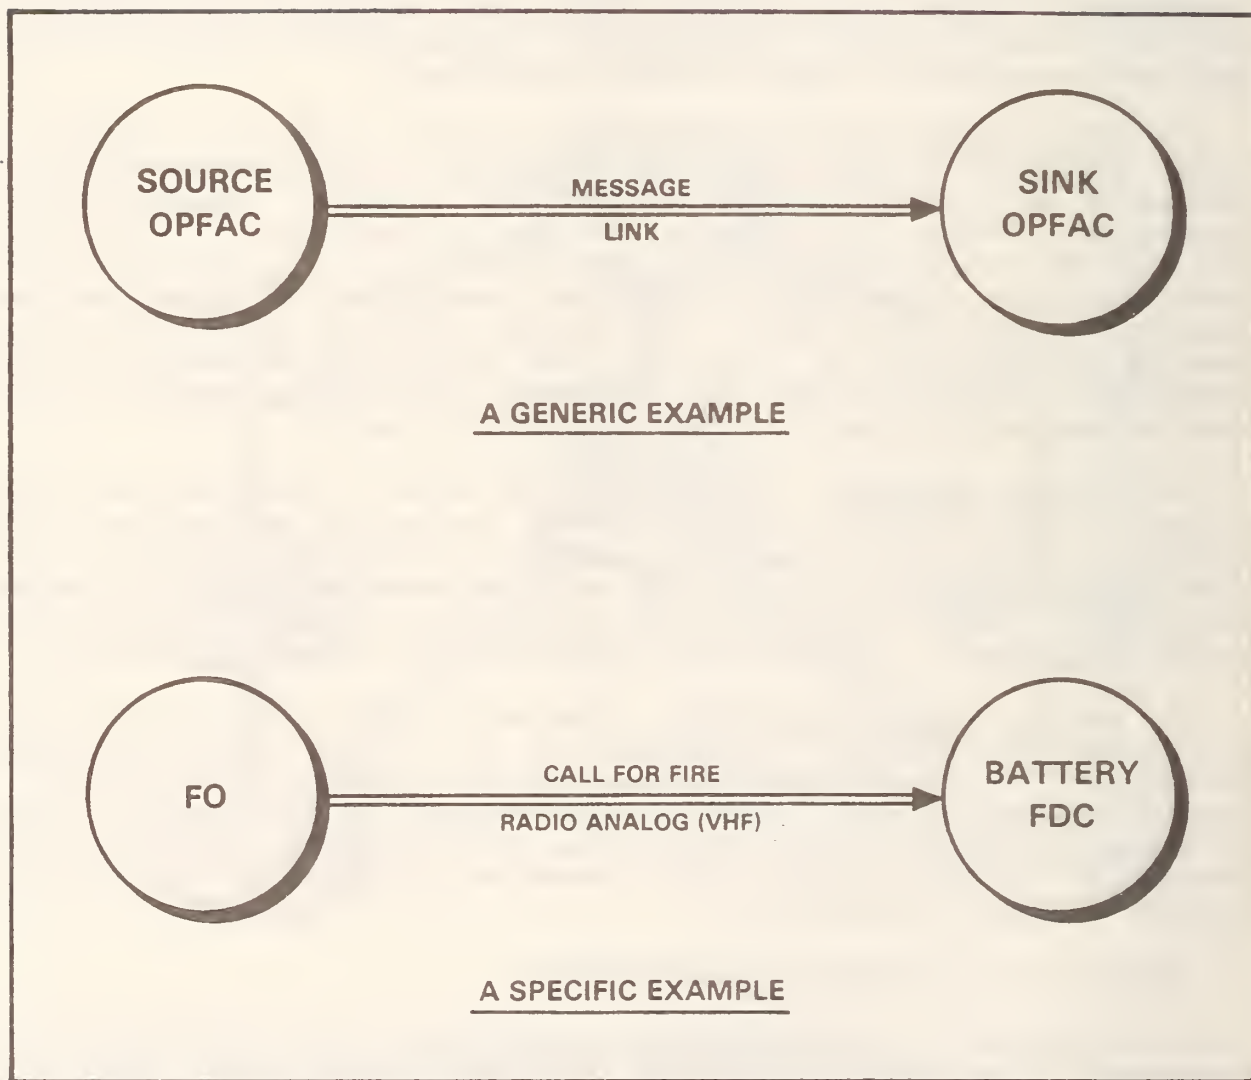 SOURCE
OPFAC
MESSAGE
LINK
SINK
OPFAC
A GENERIC EXAMPLE
FO
CALL FOR FIRE
RADIO ANALOG (VHF)
BATTERY
FDC
A SPECIFIC EXAMPLE